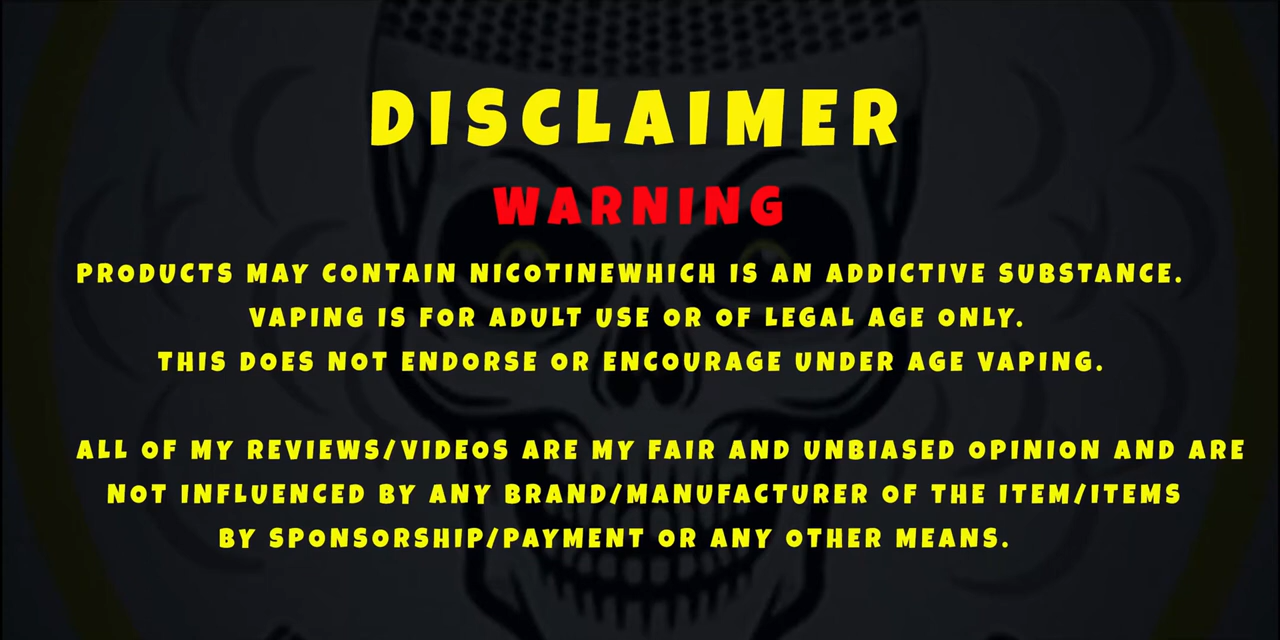 DISCLAIMER
WARNING
PRODUCTS MAY CONTAIN NICOTINEWHICH IS AN ADDICTIVE SUBSTANCE.
VAPING IS FOR ADULT USE OR OF LEGAL AGE ONLY.
THIS DOES NOT ENDORSE OR ENCOURAGE UNDER AGE VAPING.
ALL OF MY REVIEWS/VIDEOS ARE MY FAIR AND UNBIASED OPINION AND ARE
NOT INFLUENCED BY ANY BRAND/MANUFACTURER OF THE ITEM/ITEMS
BY SPONSORSHIP/PAYMENT OR ANY OTHER MEANS.